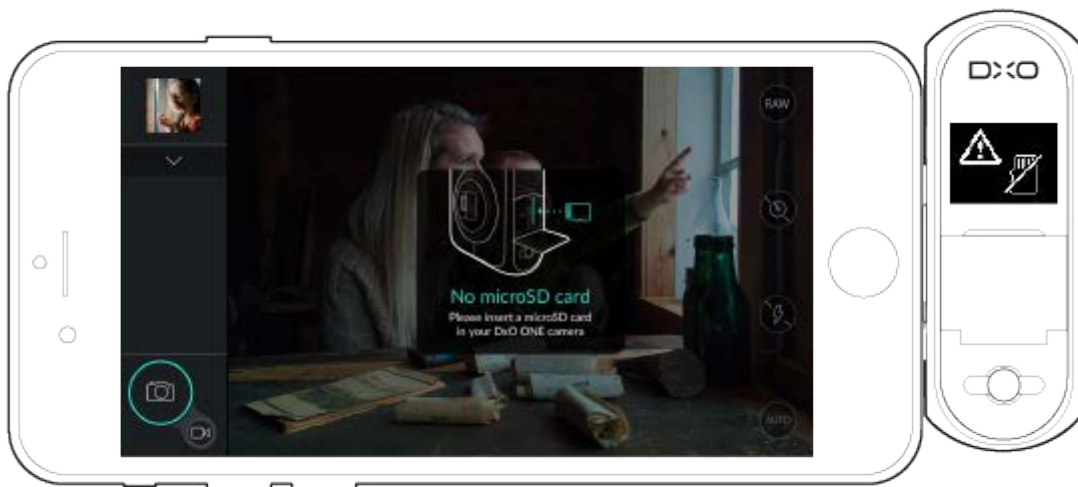 DXO
RAW
No microSD card
Please insert a microSD card
in your DxO ONE camera
AUTO